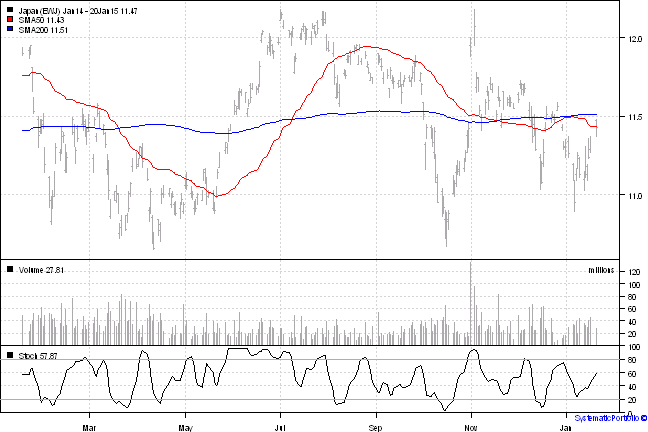 Japan (EWJ) Jan14 - 20Jan15 11.47
SMA50 11.43
SMA200 11.51
12.0
11.5
11.0
Volume 27.81
millions
120
100
80
60
40
20
Stoch 57.87
80
60
40
20
0
Mar May Jul Sep Nov Jan
SystematicPortfolio ©